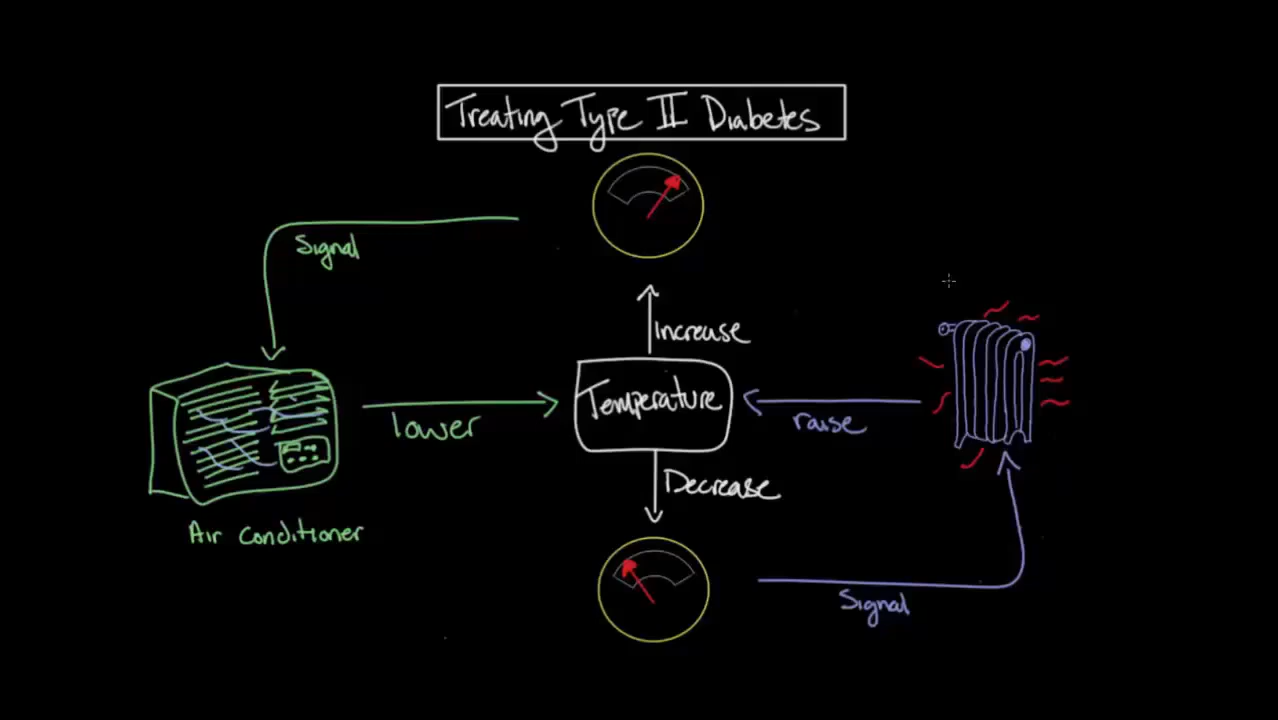 Treating Type II Diabetes
Signal
Increase
Temperature
lower
raise
Decrease
Air conditioner
Signal